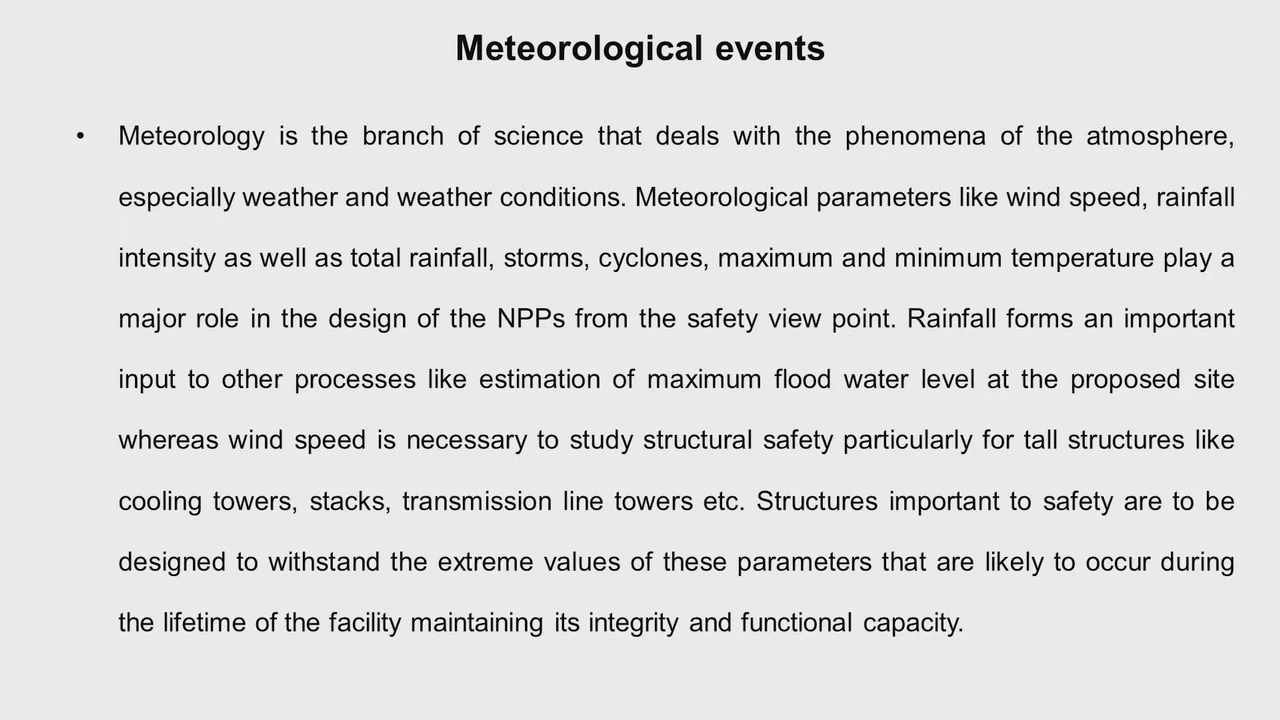 Meteorological events
• Meteorology is the branch of science that deals with the phenomena of the atmosphere,
especially weather and weather conditions. Meteorological parameters like wind speed, rainfall
intensity as well as total rainfall, storms, cyclones, maximum and minimum temperature play a
major role in the design of the NPPs from the safety view point. Rainfall forms an important
input to other processes like estimation of maximum flood water level at the proposed site
whereas wind speed is necessary to study structural safety particularly for tall structures like
cooling towers, stacks, transmission line towers etc. Structures important to safety are to be
designed to withstand the extreme values of these parameters that are likely to occur during
the lifetime of the facility maintaining its integrity and functional capacity.